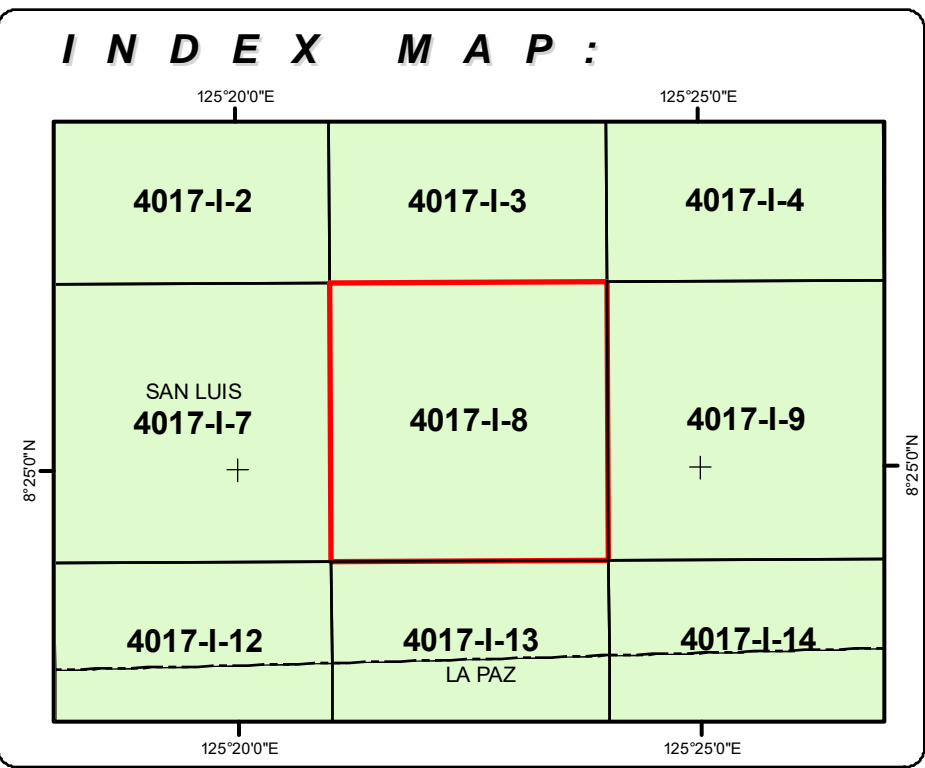 INDEX MAP:
125°20'0"E 125°25'0"E
4017-I-2 4017-I-3 4017-I-4
SAN LUIS
4017-I-7 4017-I-8 4017-I-9
8°25'0"N 8°25'0"N
4017-I-12 4017-I-13 4017-I-14
LA PAZ
125°20'0"E 125°25'0"E